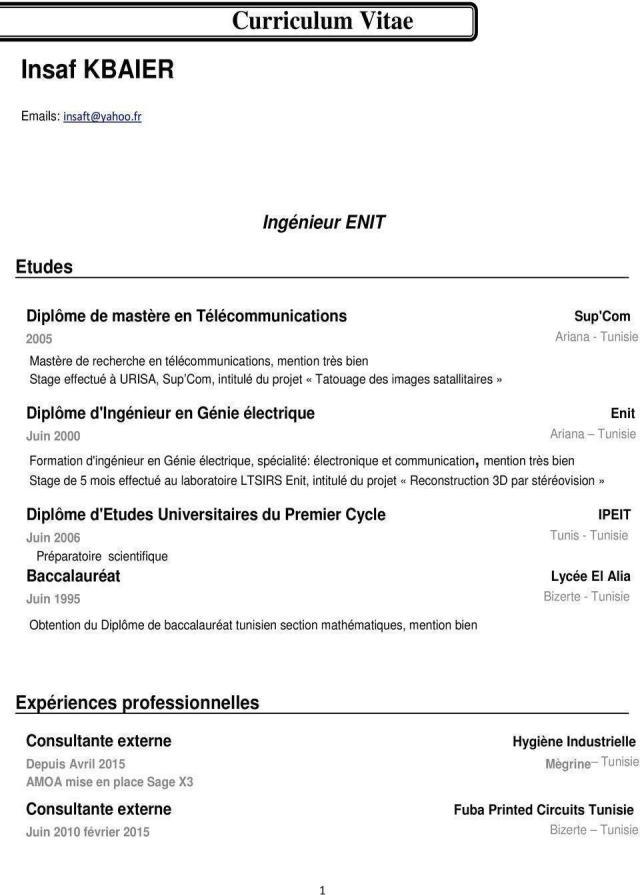 Curriculum Vitae
Insaf KBAIER
Emails: insaft@yahoo.fr
Ingénieur ENIT
Etudes
Diplôme de mastère en Télécommunications Sup'Com
2005 Ariana - Tunisie
Mastère de recherche en télécommunications, mention très bien
Stage effectué à URISA, Sup'Com, intitulé du projet « Tatouage des images satallitaires »
Diplôme d'Ingénieur en Génie électrique Enit
Juin 2000 Ariana – Tunisie
Formation d'ingénieur en Génie électrique, spécialité: électronique et communication, mention très bien
Stage de 5 mois effectué au laboratoire LTSIRS Enit, intitulé du projet « Reconstruction 3D par stéréovision »
Diplôme d'Etudes Universitaires du Premier Cycle IPEIT
Juin 2006 Tunis - Tunisie
Préparatoire scientifique
Baccalauréat Lycée El Alia
Juin 1995 Bizerte - Tunisie
Obtention du Diplôme de baccalauréat tunisien section mathématiques, mention bien
Expériences professionnelles
Consultante externe Hygiène Industrielle
Depuis Avril 2015 Mègrine– Tunisie
AMOA mise en place Sage X3
Consultante externe Fuba Printed Circuits Tunisie
Juin 2010 février 2015 Bizerte – Tunisie
1